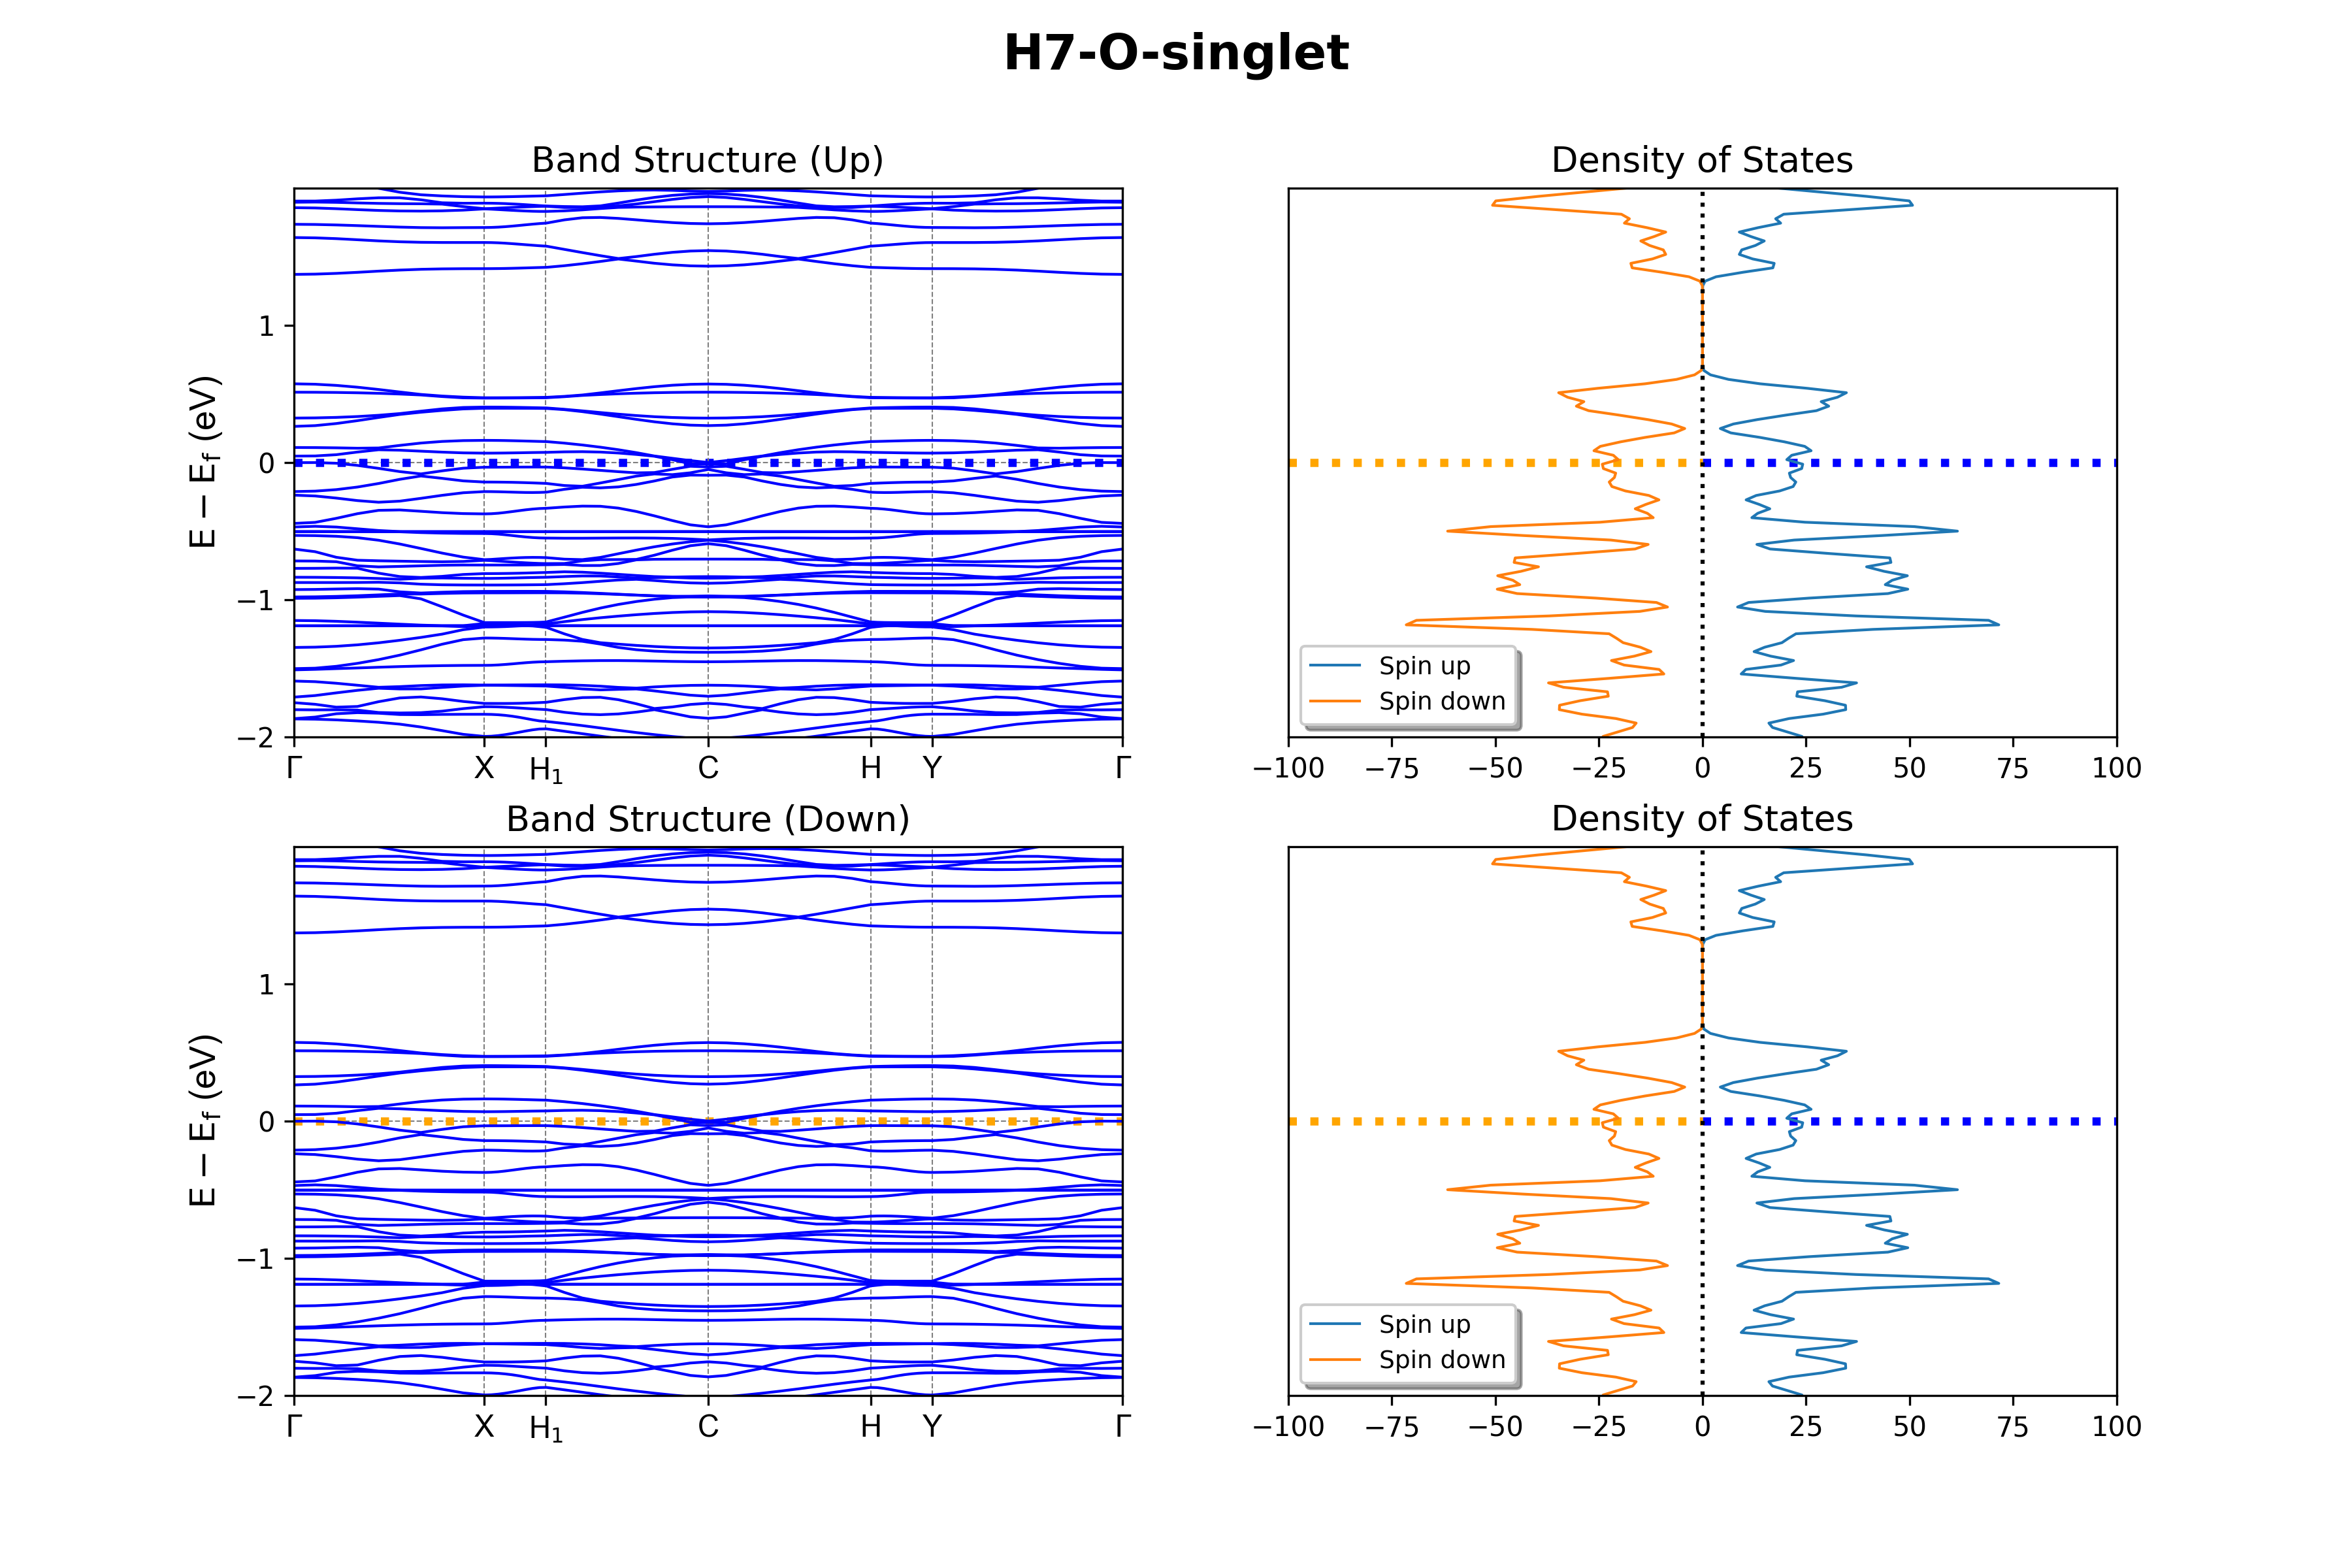 H7-O-singlet
Band Structure (Up)
Density of States
E − E_f (eV)
1
0
−1
−2
Γ X H₁ C H Y Γ
Spin up
Spin down
−100 −75 −50 −25 0 25 50 75 100
Band Structure (Down)
Density of States
E − E_f (eV)
1
0
−1
−2
Γ X H₁ C H Y Γ
Spin up
Spin down
−100 −75 −50 −25 0 25 50 75 100